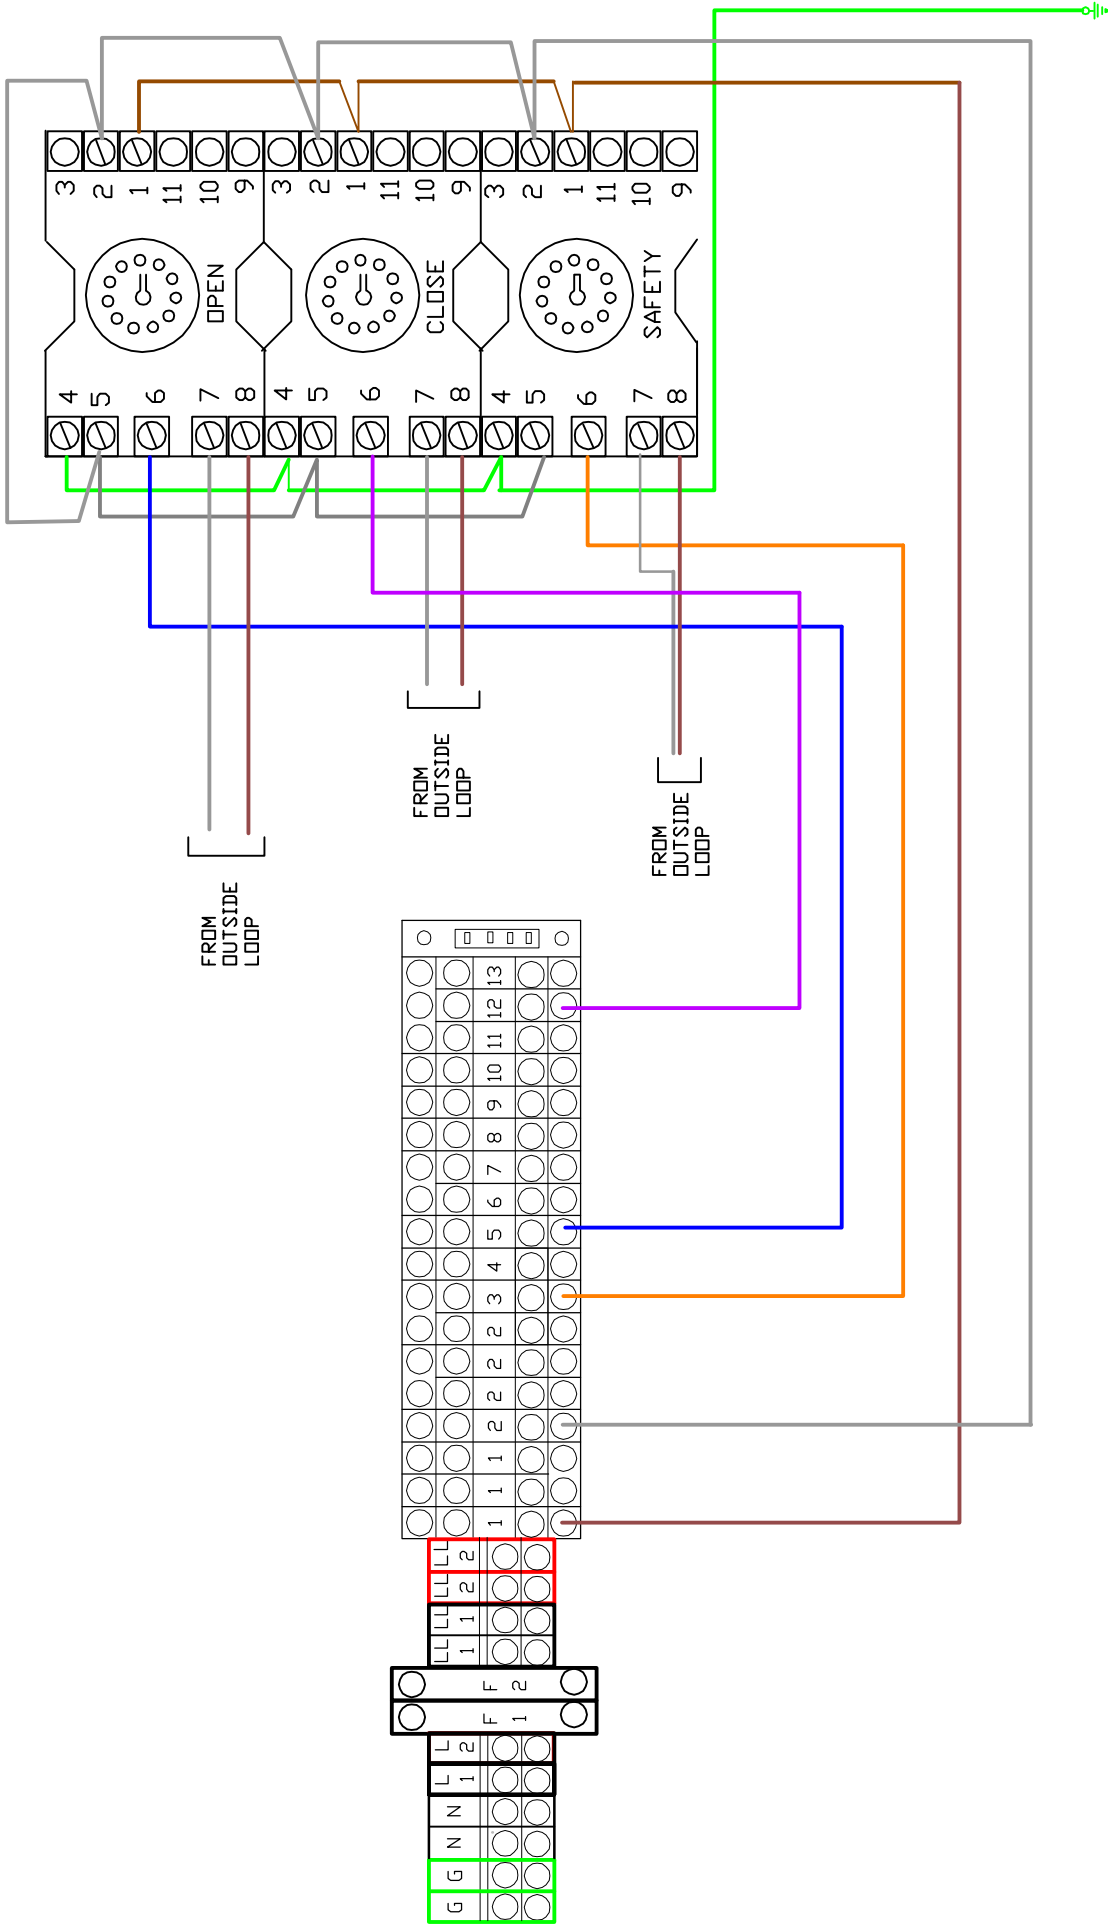 3 2 1 11 10 9 3 2 1 11 10 9 3 2 1 11 10 9
OPEN
CLOSE
SAFETY
4 5 6 7 8 4 5 6 7 8 4 5 6 7 8
FROM
OUTSIDE
LOOP
FROM
OUTSIDE
LOOP
FROM
OUTSIDE
LOOP
13
12
11
10
9
8
7
6
5
4
3
2
2
2
2
1
1
1
LL 2
LL 2
LL 1
LL 1
F 2
F 1
L 2
L 1
N
N
G
G